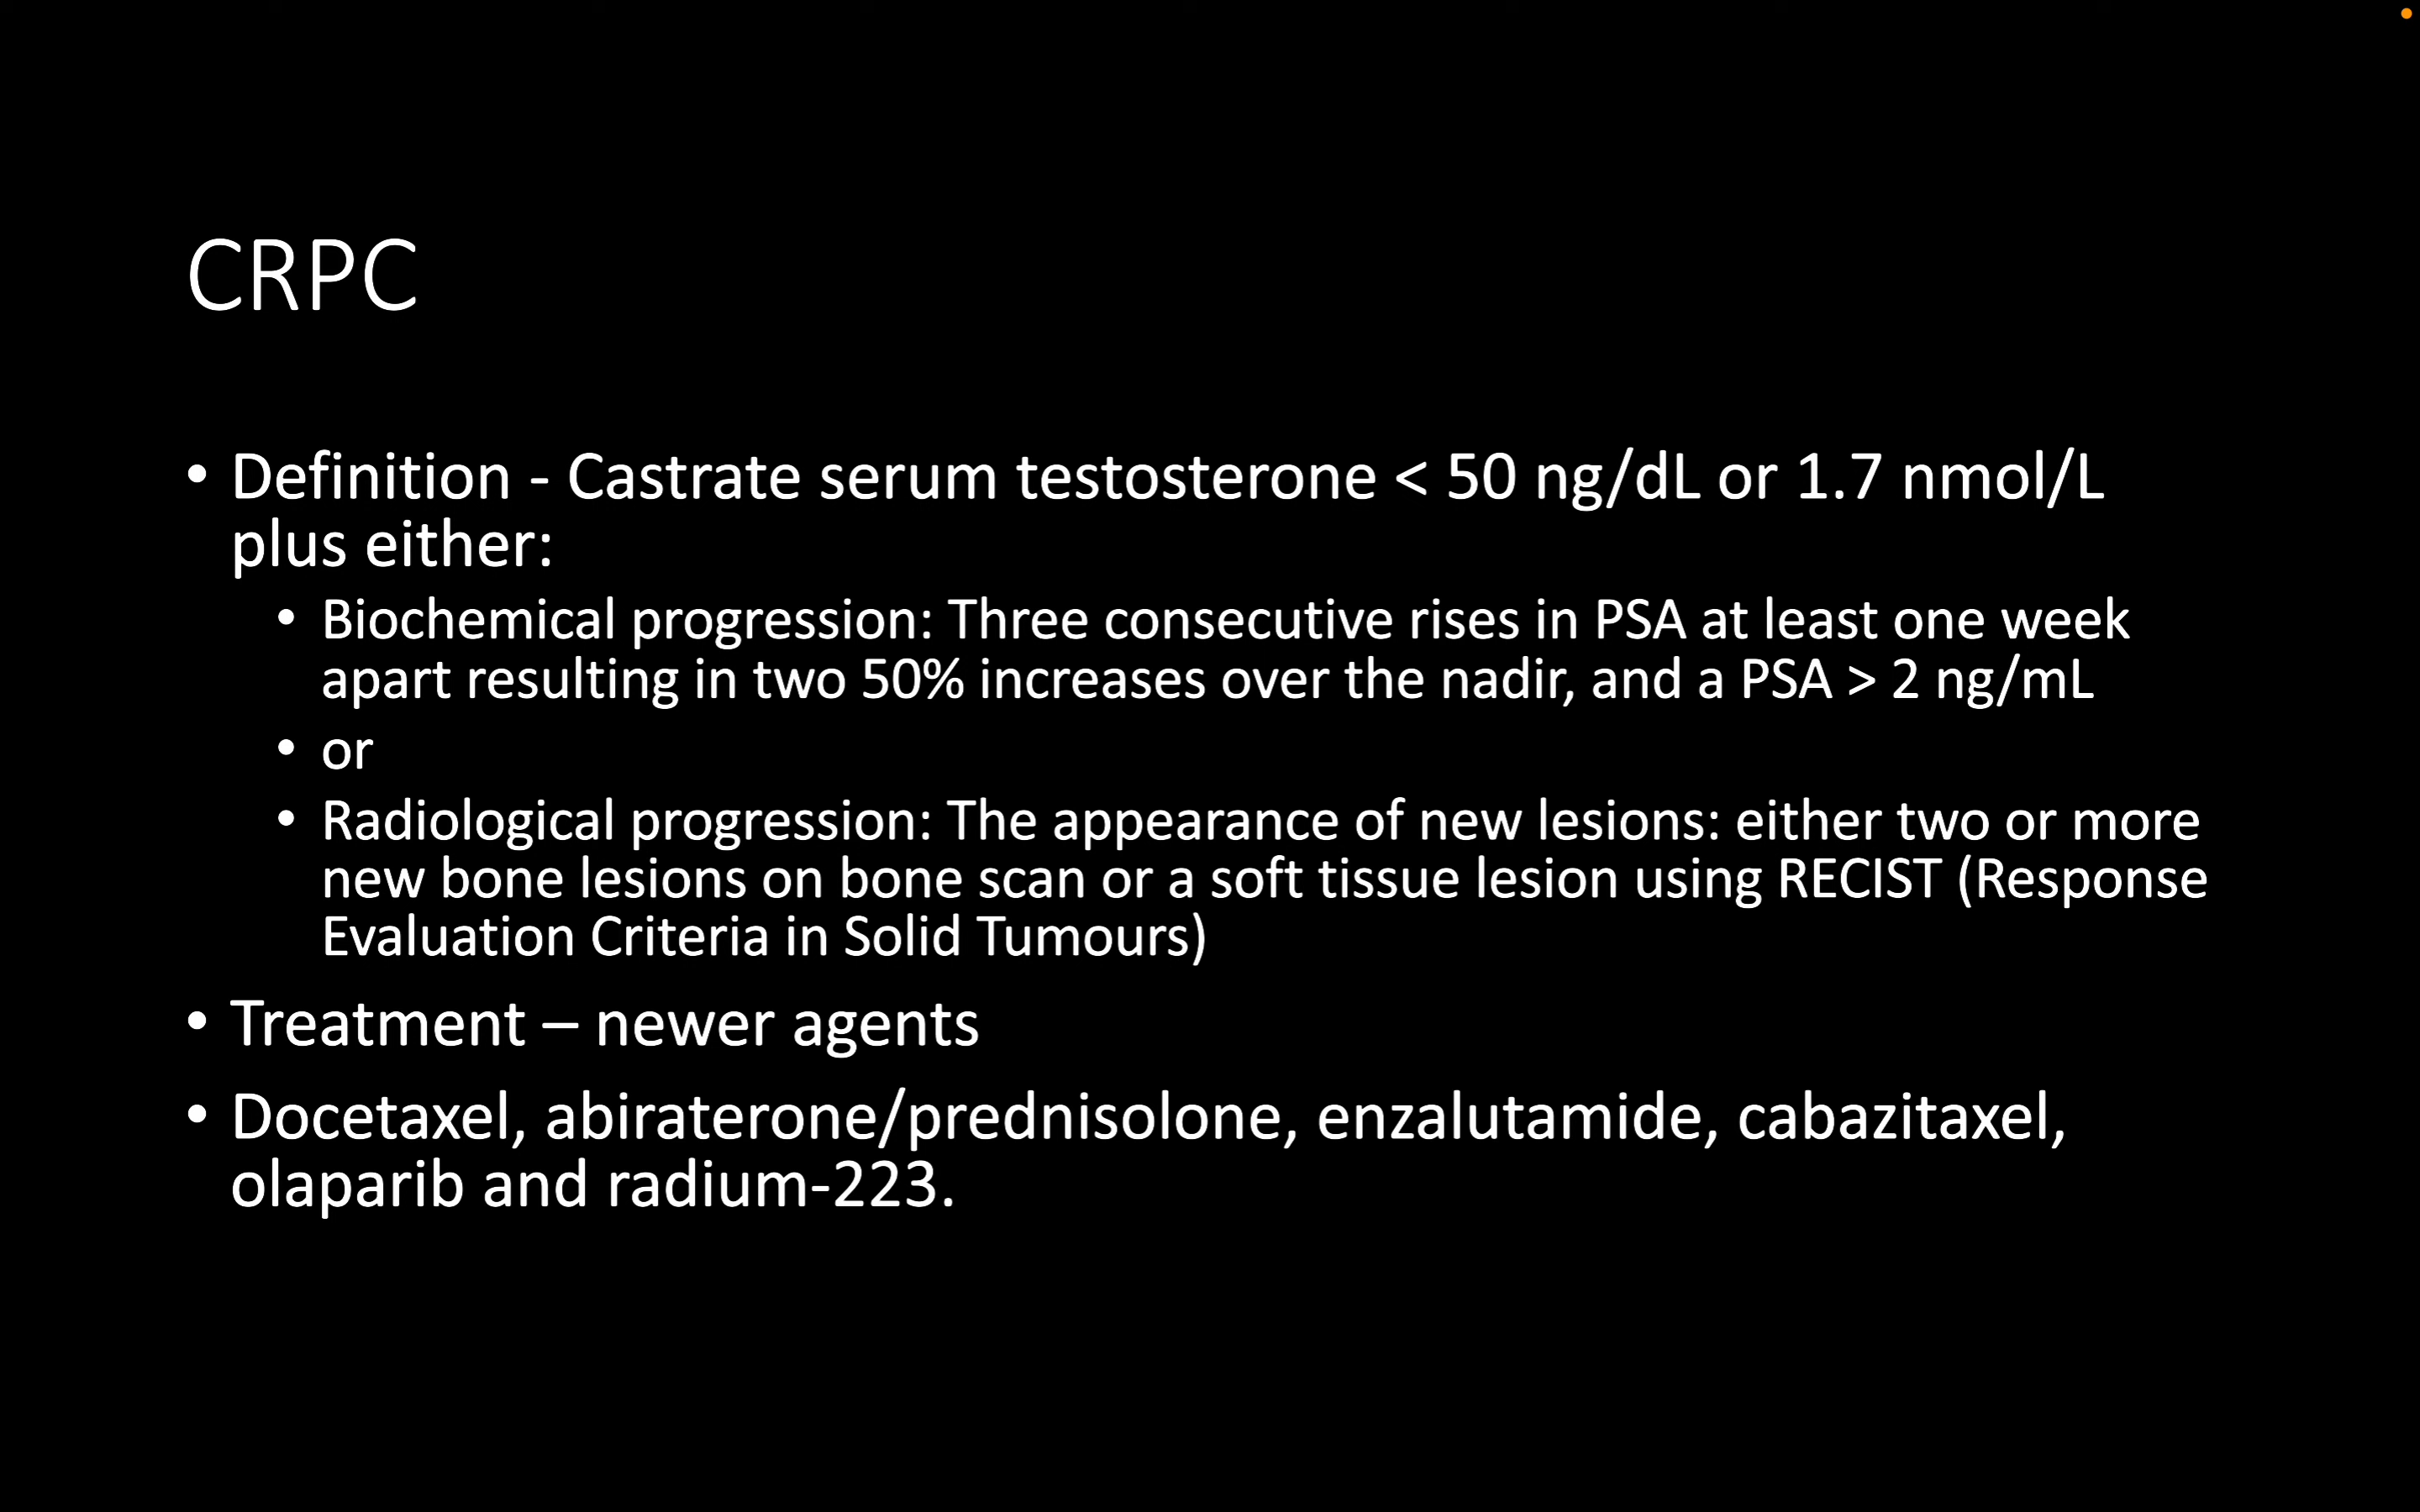 CRPC
• Definition - Castrate serum testosterone < 50 ng/dL or 1.7 nmol/L
plus either:
• Biochemical progression: Three consecutive rises in PSA at least one week
apart resulting in two 50% increases over the nadir, and a PSA > 2 ng/mL
• or
• Radiological progression: The appearance of new lesions: either two or more
new bone lesions on bone scan or a soft tissue lesion using RECIST (Response
Evaluation Criteria in Solid Tumours)
• Treatment – newer agents
• Docetaxel, abiraterone/prednisolone, enzalutamide, cabazitaxel,
olaparib and radium-223.